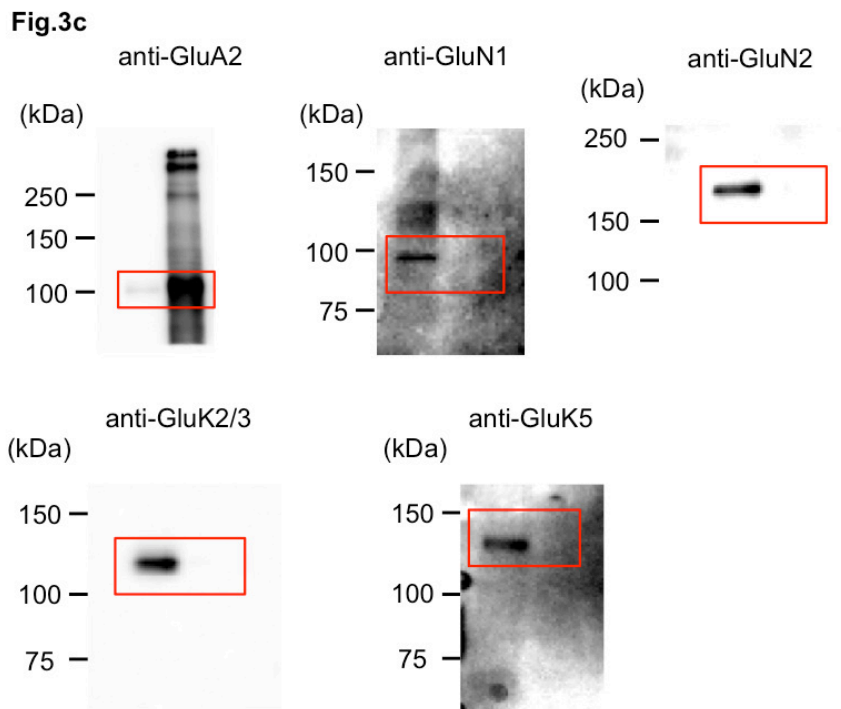 Fig.3c
anti-GluA2
(kDa)
250
150
100
anti-GluN1
(kDa)
150
100
75
anti-GluN2
(kDa)
250
150
100
anti-GluK2/3
(kDa)
150
100
75
anti-GluK5
(kDa)
150
100
75